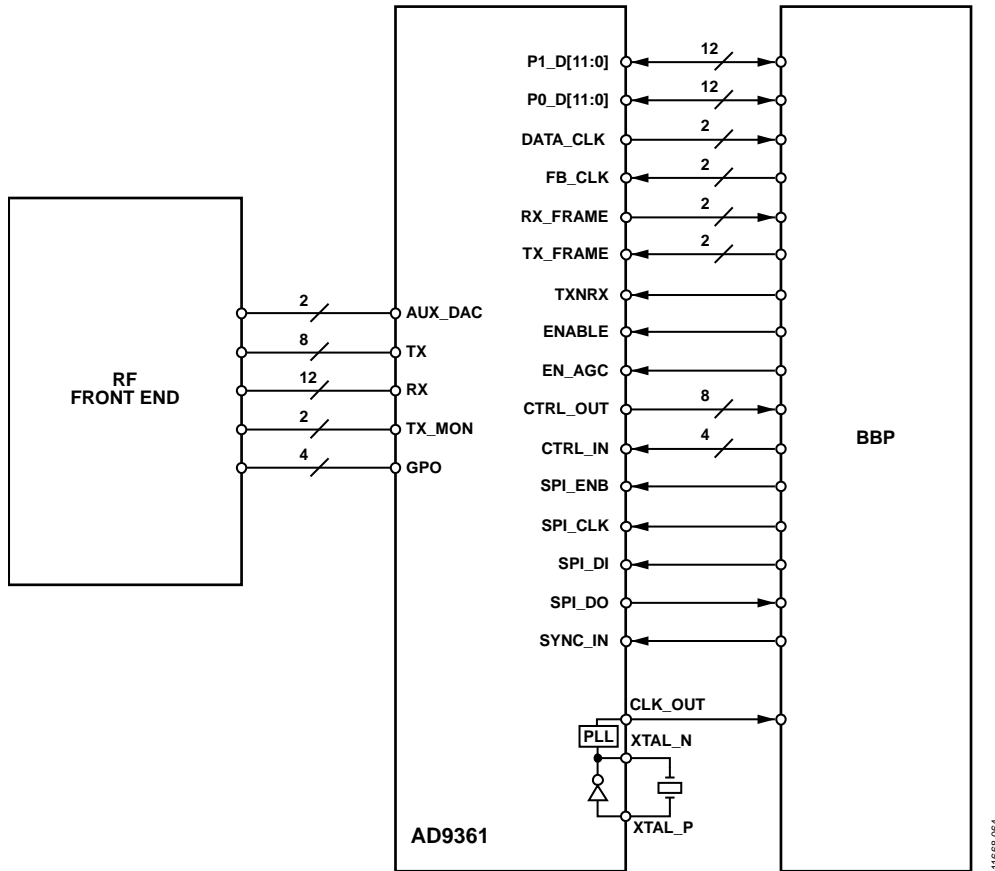 P1_D[11:0]
12
P0_D[11:0]
12
DATA_CLK
2
FB_CLK
2
RX_FRAME
2
TX_FRAME
2
TXNRX
ENABLE
EN_AGC
CTRL_OUT
8
CTRL_IN
4
SPI_ENB
SPI_CLK
SPI_DI
SPI_DO
SYNC_IN
CLK_OUT
PLL
XTAL_N
XTAL_P
AD9361
RF
FRONT END
2
AUX_DAC
8
TX
12
RX
2
TX_MON
4
GPO
BBP